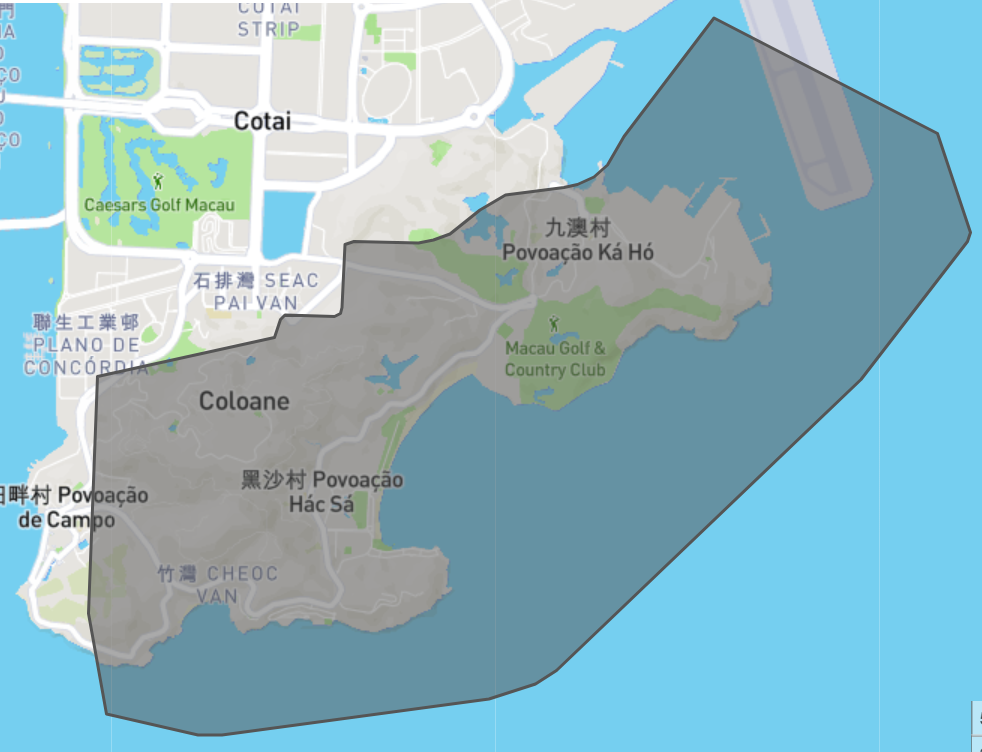 COTAI
STRIP
Cotai
Caesars Golf Macau
九澳村
Povoação Ká Hó
石排灣 SEAC
PAI VAN
聯生工業邨
PLANO DE
CONCÓRDIA
Macau Golf &
Country Club
Coloane
黑沙村 Povoação
Hác Sá
田畔村 Povoação
de Campo
竹灣 CHEOC
VAN